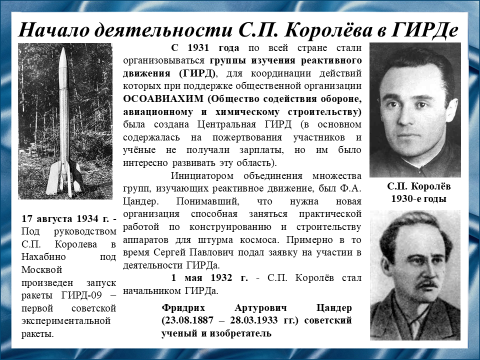 Начало деятельности С.П. Королёва в ГИРДе
С 1931 года по всей стране стали
организовываться группы изучения реактивного
движения (ГИРД), для координации действий
которых при поддержке общественной организации
ОСОАВИАХИМ (Общество содействия обороне,
авиационному и химическому строительству)
была создана Центральная ГИРД (в основном
содержалась на пожертвования участников и
учёные не получали зарплаты, но им было
интересно развивать эту область).
Инициатором объединения множества
групп, изучающих реактивное движение, был Ф.А.
Цандер. Понимавший, что нужна новая
организация способная заняться практической
работой по конструированию и строительству
аппаратов для штурма космоса. Примерно в то
время Сергей Павлович подал заявку на участии в
деятельности ГИРДа.
1 мая 1932 г. - С.П. Королёв стал
начальником ГИРДа.
17 августа 1934 г. -
Под руководством
С.П. Королева в
Нахабино под
Москвой
произведен запуск
ракеты ГИРД-09 –
первой советской
экспериментальной
ракеты.
С.П. Королёв
1930-е годы
Фридрих Артурович Цандер
(23.08.1887 – 28.03.1933 гг.) советский
ученый и изобретатель